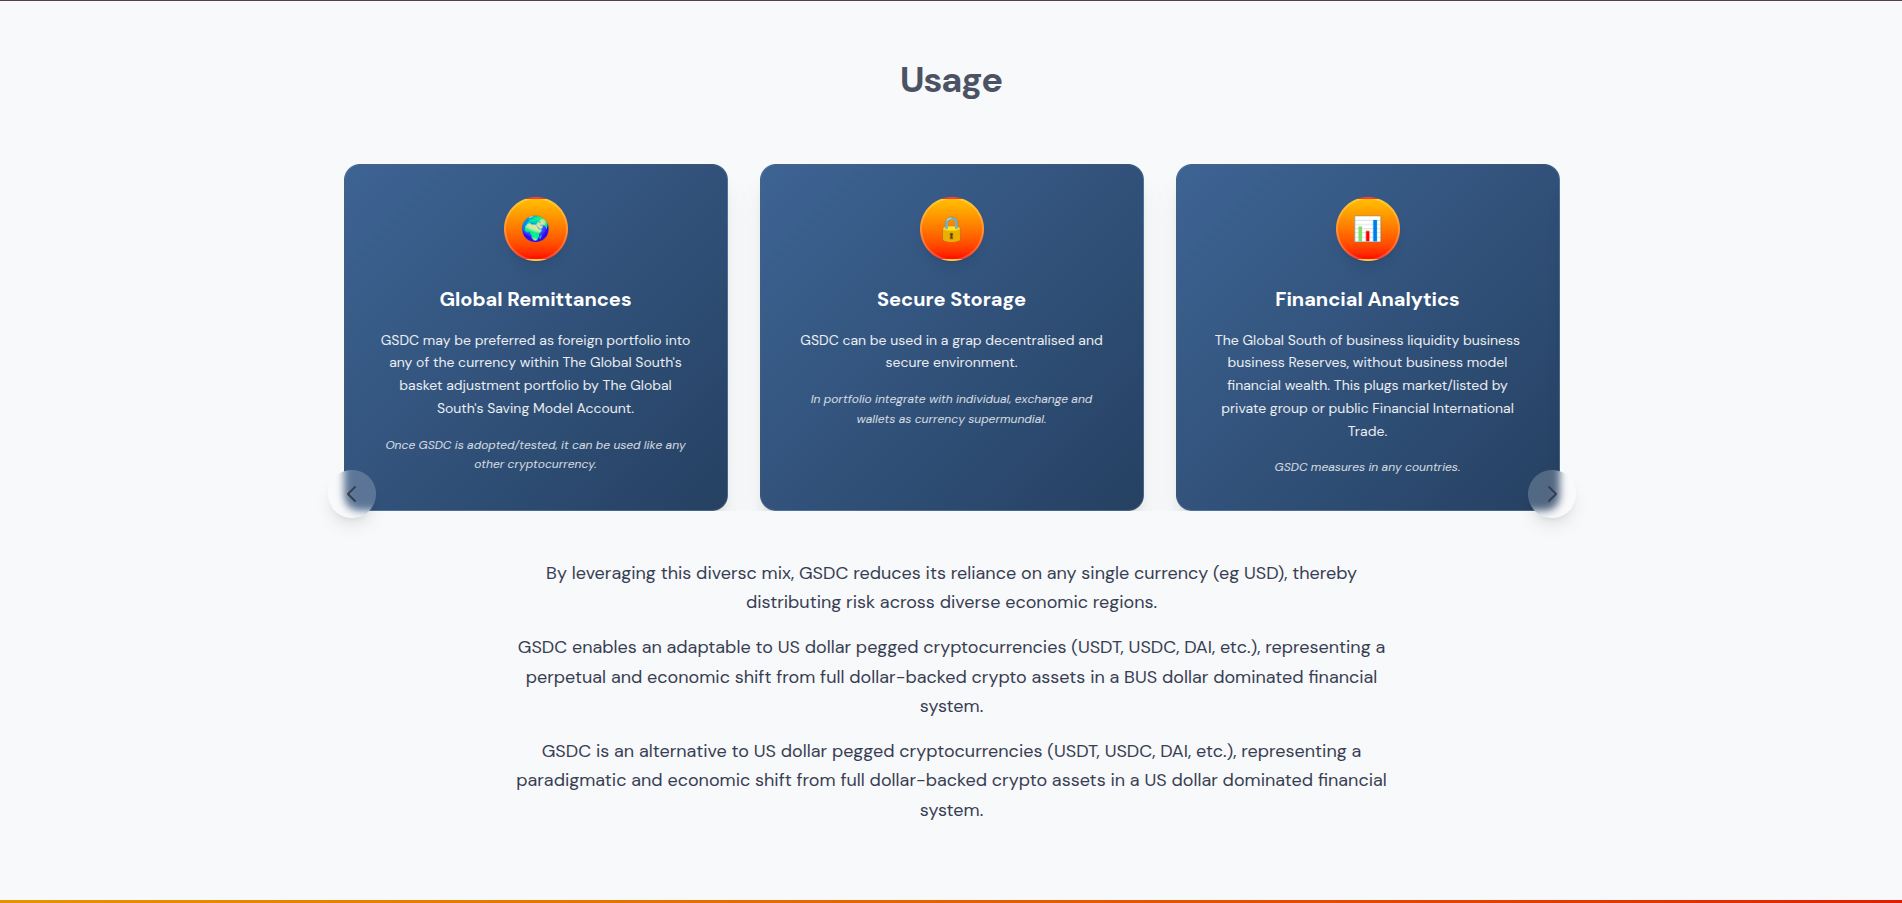 Usage
Global Remittances
GSDC may be preferred as foreign portfolio into
any of the currency within The Global South's
basket adjustment portfolio by The Global
South's Saving Model Account.
Once GSDC is adopted/tested, it can be used like any
other cryptocurrency.
Secure Storage
GSDC can be used in a grap decentralised and
secure environment.
In portfolio integrate with individual, exchange and
wallets as currency supermundial.
Financial Analytics
The Global South of business liquidity business
business Reserves, without business model
financial wealth. This plugs market/listed by
private group or public Financial International
Trade.
GSDC measures in any countries.
By leveraging this diversc mix, GSDC reduces its reliance on any single currency (eg USD), thereby
distributing risk across diverse economic regions.
GSDC enables an adaptable to US dollar pegged cryptocurrencies (USDT, USDC, DAI, etc.), representing a
perpetual and economic shift from full dollar-backed crypto assets in a BUS dollar dominated financial
system.
GSDC is an alternative to US dollar pegged cryptocurrencies (USDT, USDC, DAI, etc.), representing a
paradigmatic and economic shift from full dollar-backed crypto assets in a US dollar dominated financial
system.